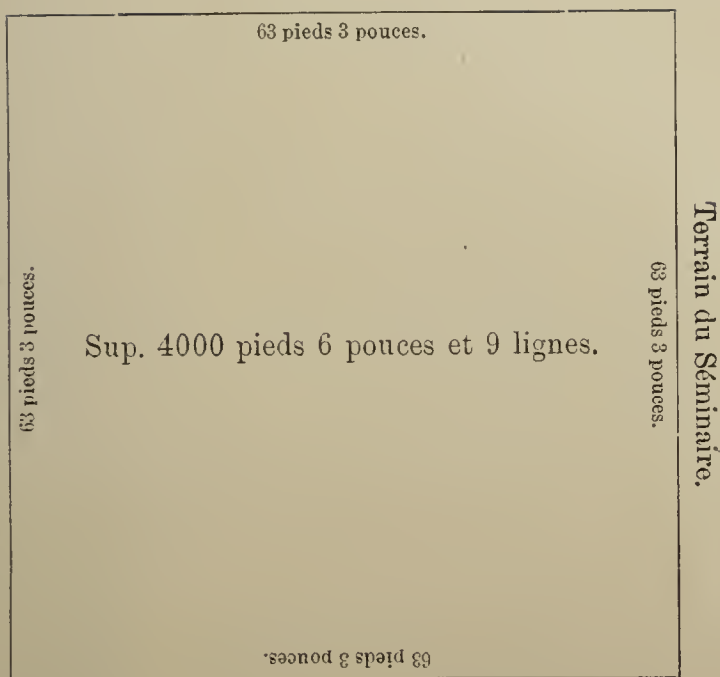 63 pieds 3 pouces.
63 pieds 3 pouces.
Sup. 4000 pieds 6 pouces et 9 lignes.
63 pieds 3 pouces.
Terrain du Séminaire.
63 pieds 3 pouces.